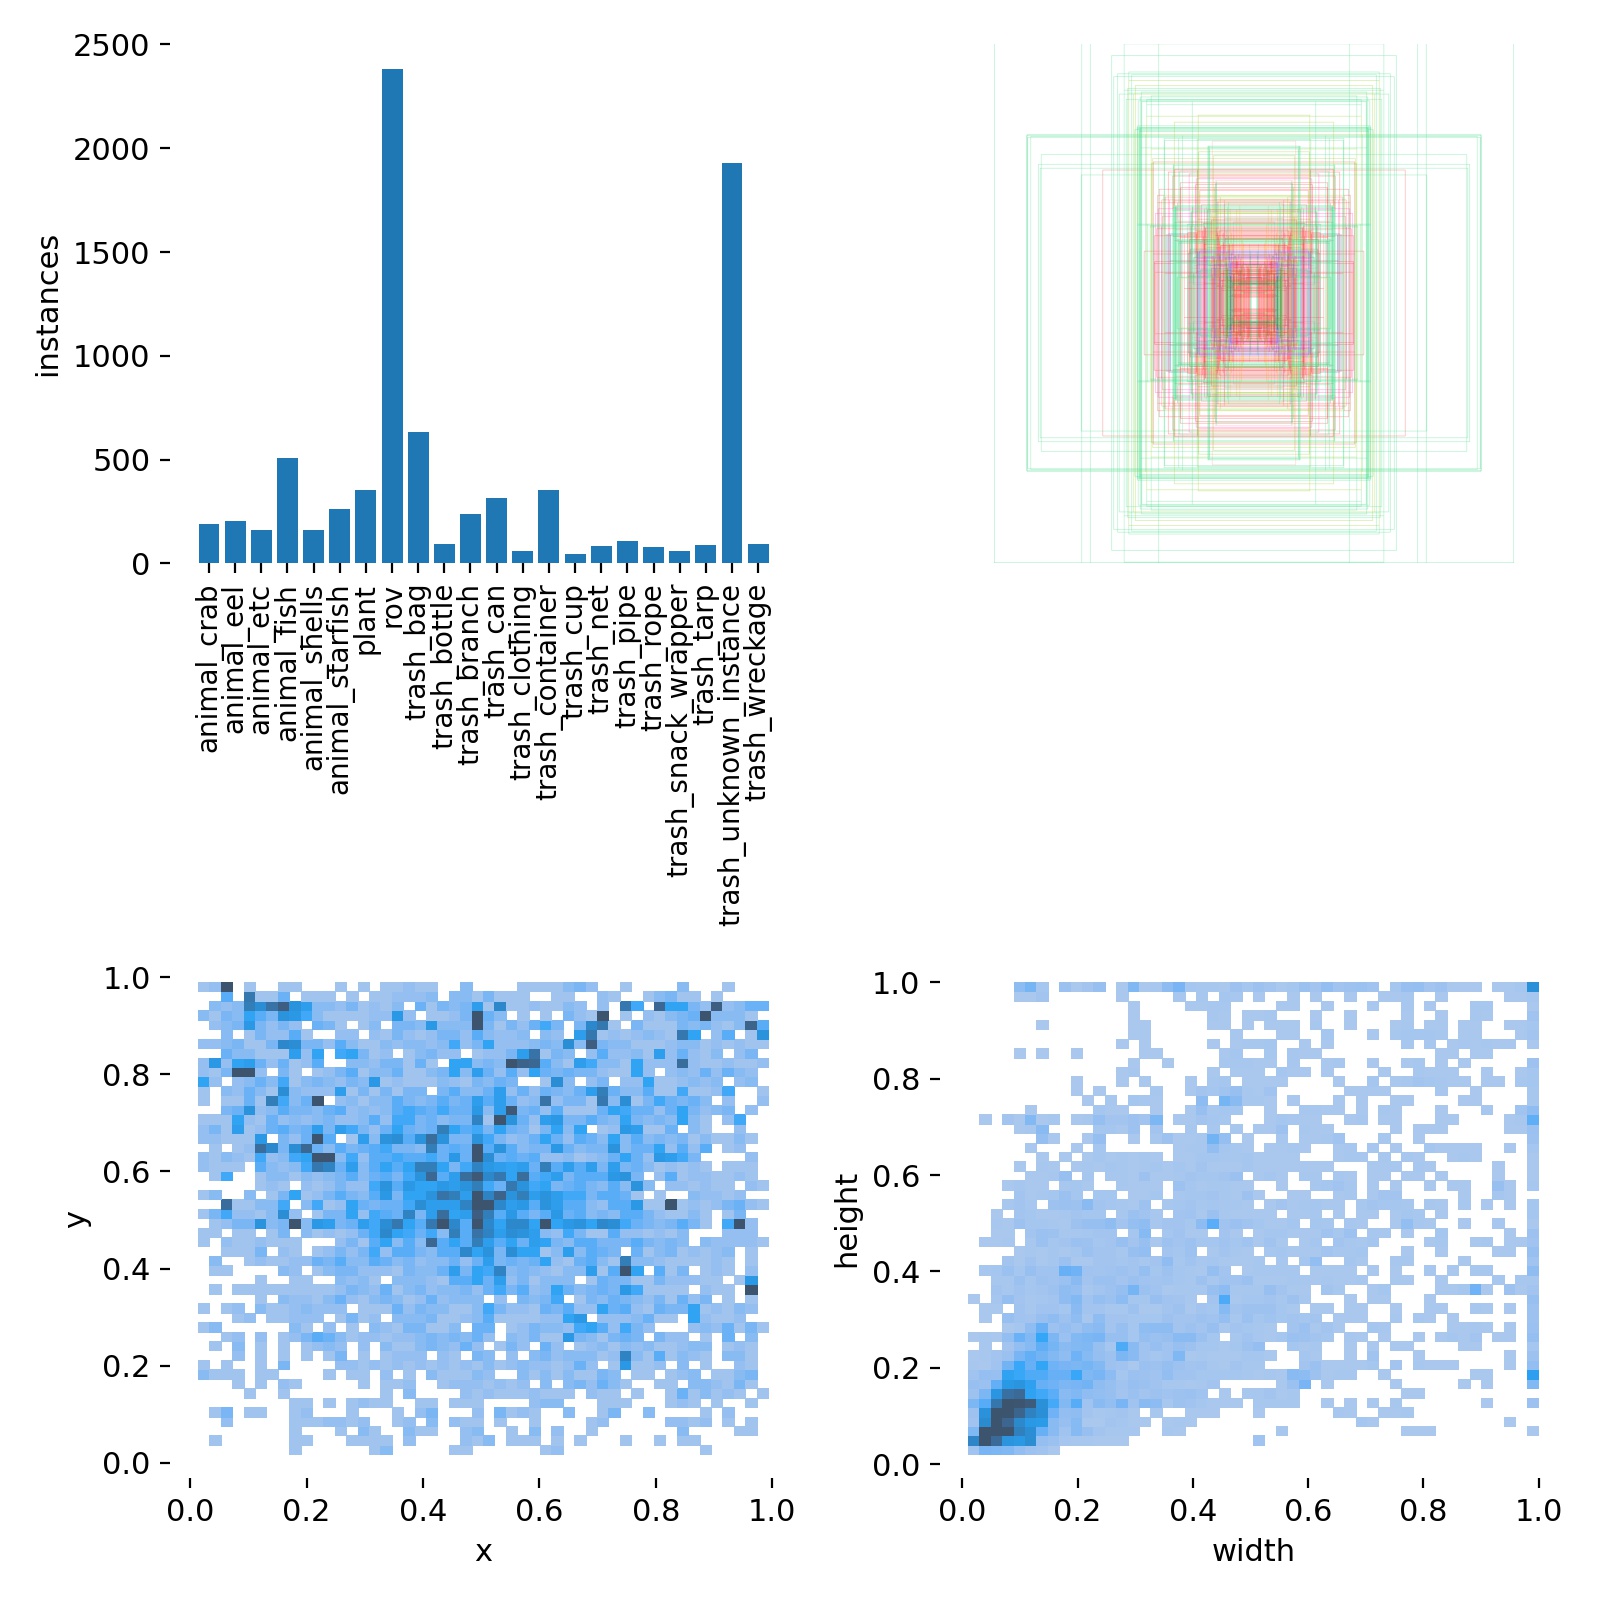 2500
2000
1500
1000
500
0
instances
animal_crab
animal_eel
animal_etc
animal_fish
animal_shells
animal_starfish
plant
rov
trash_bag
trash_bottle
trash_branch
trash_can
trash_clothing
trash_container
trash_cup
trash_net
trash_pipe
trash_rope
trash_snack_wrapper
trash_tarp
trash_unknown_instance
trash_wreckage
1.0
0.8
0.6
0.4
0.2
0.0
y
0.0 0.2 0.4 0.6 0.8 1.0
x
1.0
0.8
0.6
0.4
0.2
0.0
height
0.0 0.2 0.4 0.6 0.8 1.0
width